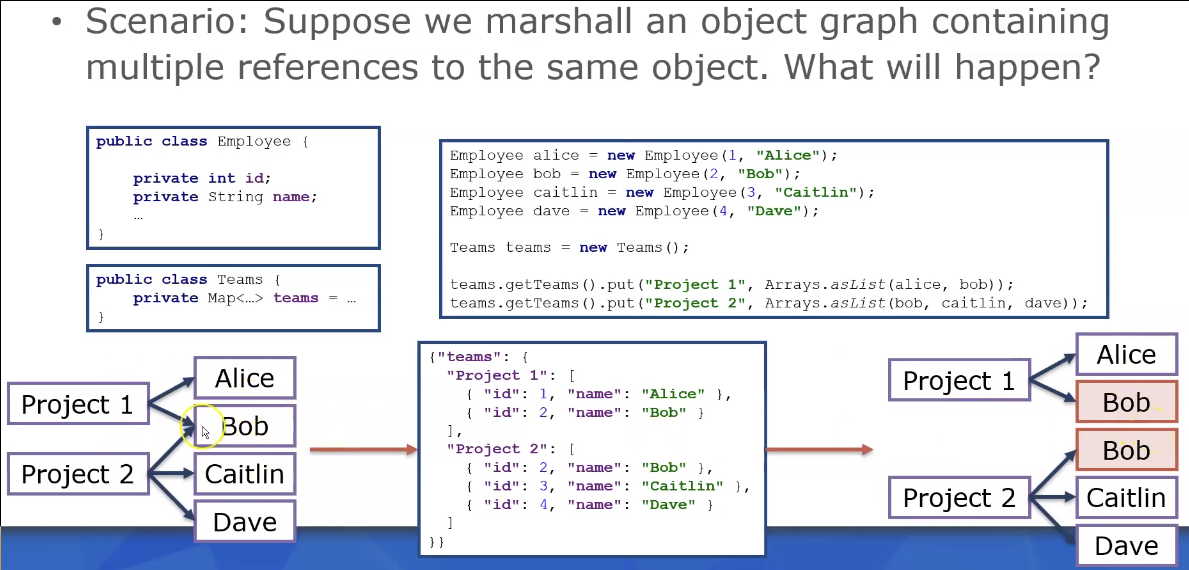 • Scenario: Suppose we marshall an object graph containing
multiple references to the same object. What will happen?
public class Employee {
private int id;
private String name;
…
}
public class Teams {
private Map<…> teams = …
}
Employee alice = new Employee(1, "Alice");
Employee bob = new Employee(2, "Bob");
Employee caitlin = new Employee(3, "Caitlin");
Employee dave = new Employee(4, "Dave");
Teams teams = new Teams();
teams.getTeams().put("Project 1", Arrays.asList(alice, bob));
teams.getTeams().put("Project 2", Arrays.asList(bob, caitlin, dave));
Project 1
Project 2
Alice
Bob
Caitlin
Dave
{"teams": {
"Project 1": [
{ "id": 1, "name": "Alice" },
{ "id": 2, "name": "Bob" }
],
"Project 2": [
{ "id": 2, "name": "Bob" },
{ "id": 3, "name": "Caitlin" },
{ "id": 4, "name": "Dave" }
]
}}
Project 1
Project 2
Alice
Bob
Bob
Caitlin
Dave